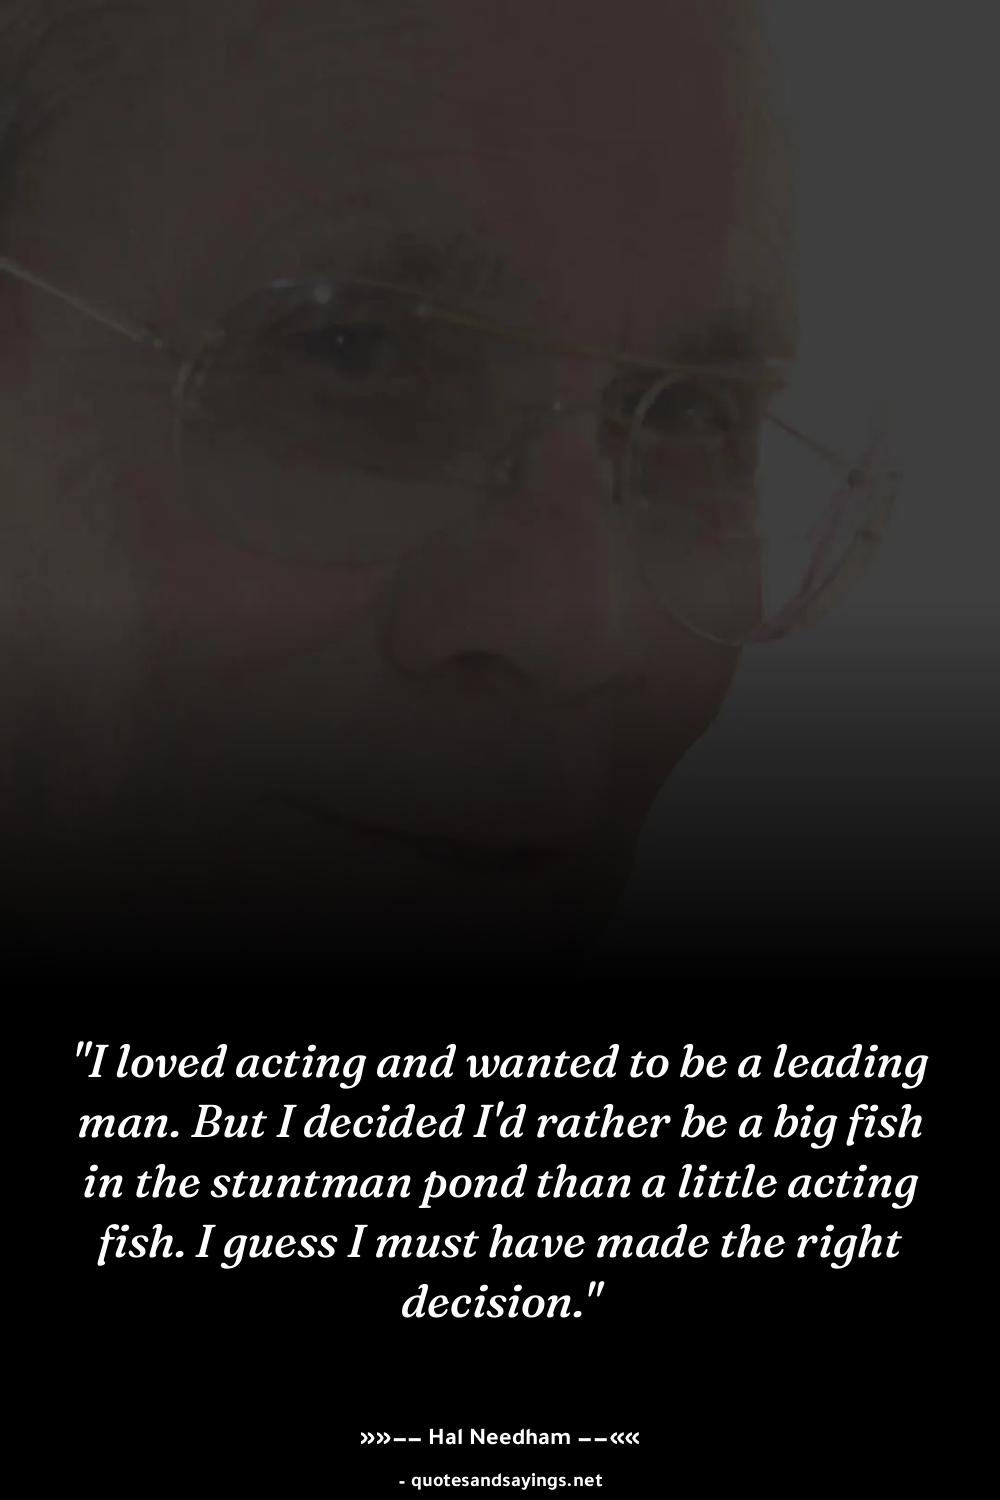 "I loved acting and wanted to be a leading
man. But I decided I'd rather be a big fish
in the stuntman pond than a little acting
fish. I guess I must have made the right
decision."
»»−− Hal Needham −−««
- quotesandsayings.net